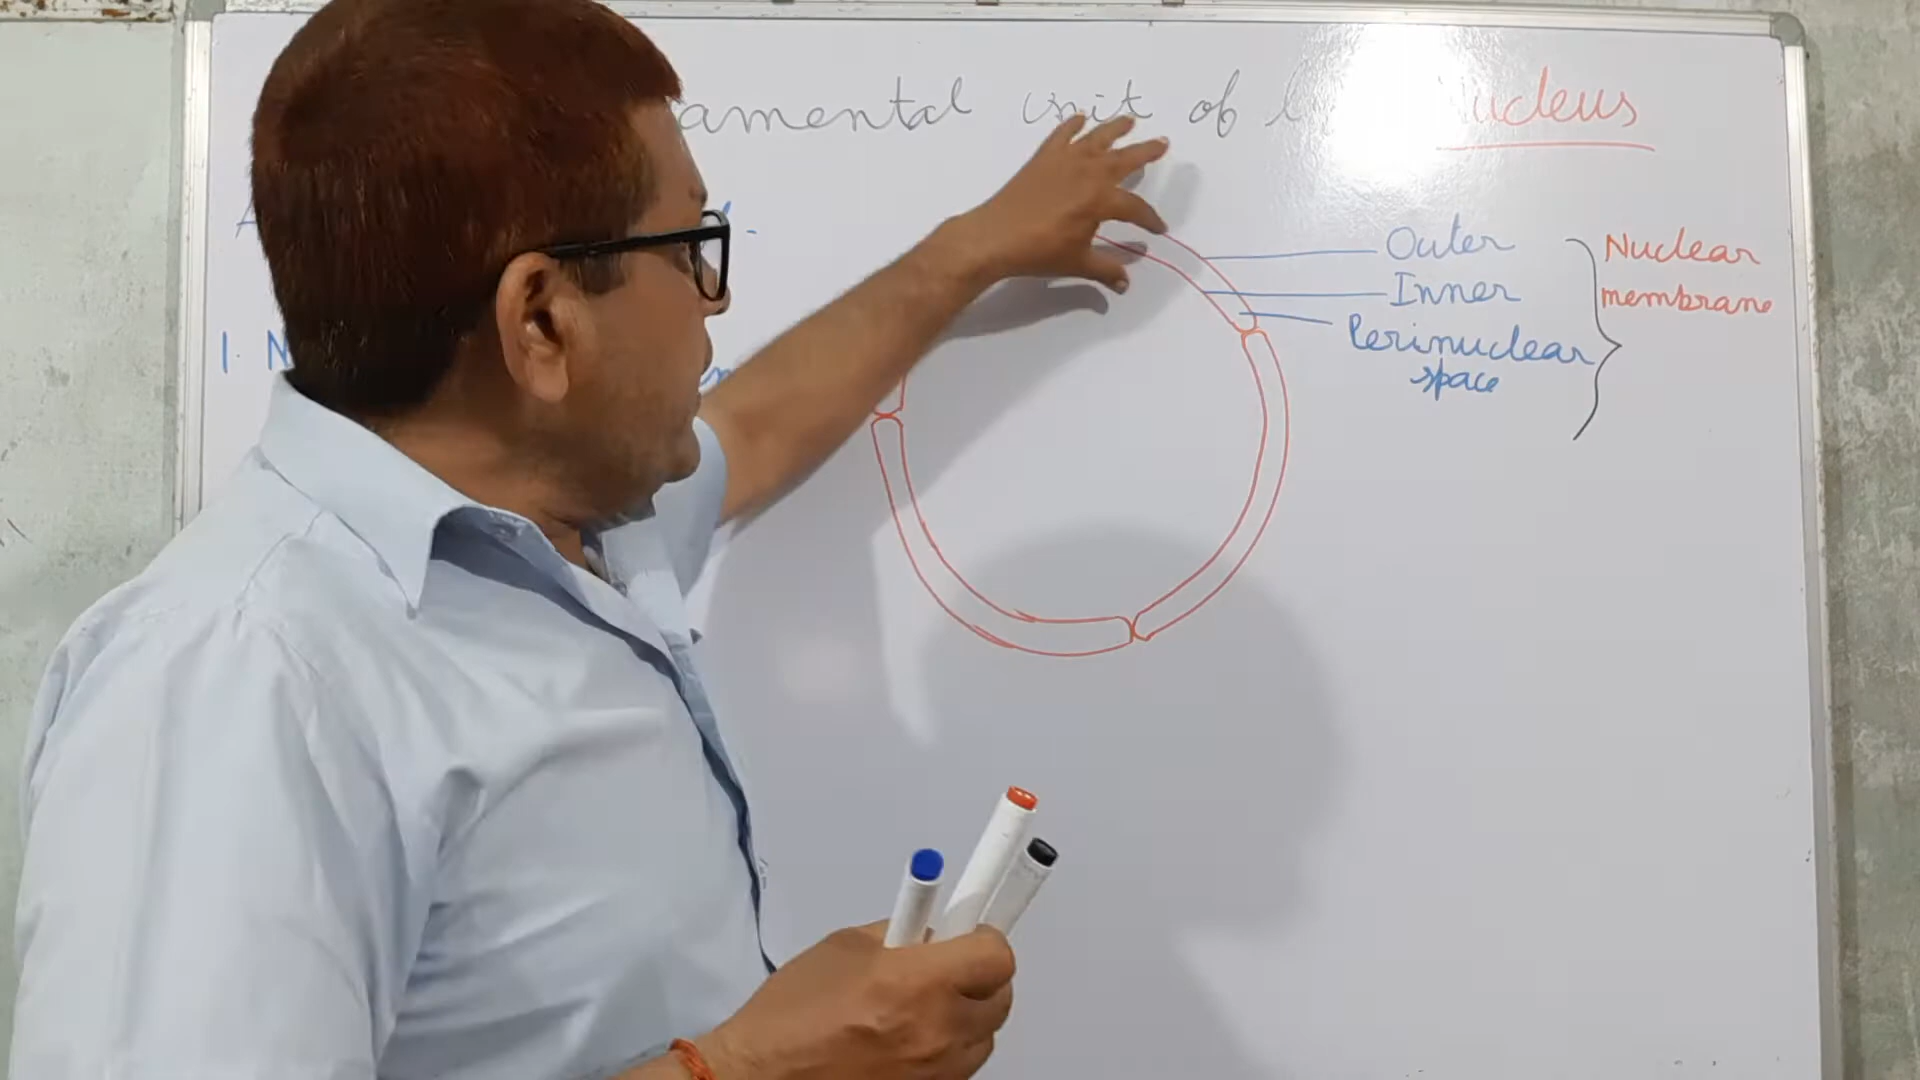 amental unit of Nucleus
Outer
Inner
Perinuclear
space
Nuclear
membrane
1. N